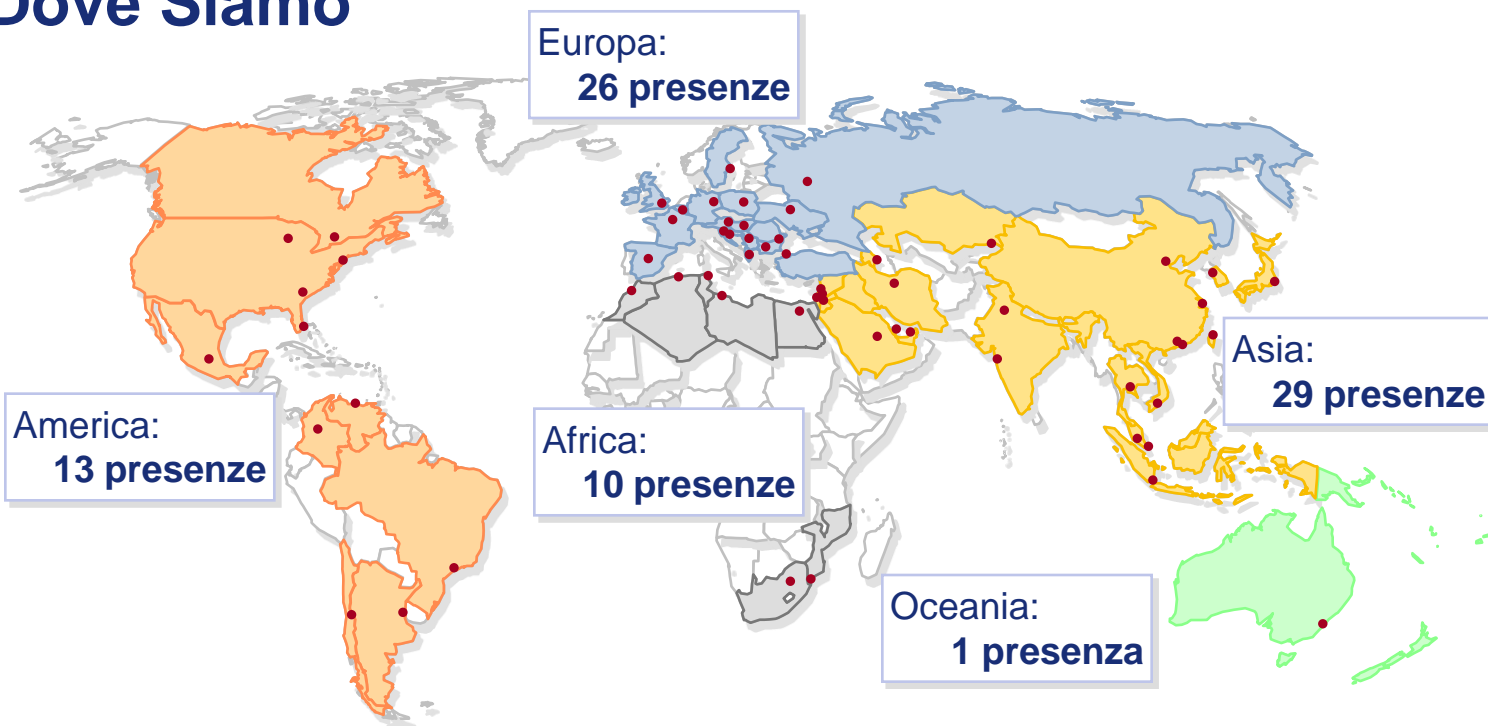 Dove Siamo
Europa:
26 presenze
America:
13 presenze
Africa:
10 presenze
Asia:
29 presenze
Oceania:
1 presenza